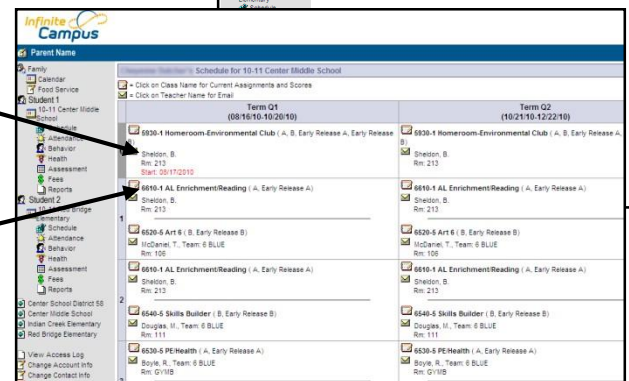 Elementary
Schedule
Infinite
Campus
Parent Name
Family
Calendar
Food Service
Student 1
10-11 Center Middle
School
Schedule
Attendance
Behavior
Health
Assessment
Fees
Reports
Student 2
Bridge
Elementary
Schedule
Attendance
Behavior
Health
Assessment
Fees
Reports
Center School District 58
Center Middle School
Indian Creek Elementary
Red Bridge Elementary
View Access Log
Change Account Info
Change Contact Info
Schedule for 10-11 Center Middle School
= Click on Class Name for Current Assignments and Scores
= Click on Teacher Name for Email
Term Q1
(08/16/10-10/20/10)
Term Q2
(10/21/10-12/22/10)
5930-1 Homeroom-Environmental Club ( A, B, Early Release A, Early Release
B)
Sheldon, B.
Rm: 213
Start: 08/17/2010
5930-1 Homeroom-Environmental Club ( A, B, Early Release A, Early Release
B)
Sheldon, B.
Rm: 213
1
6610-1 AL Enrichment/Reading ( A, Early Release A)
Sheldon, B.
Rm: 213
6520-5 Art 6 ( B, Early Release B)
McDaniel, T., Team: 6 BLUE
Rm: 106
6610-1 AL Enrichment/Reading ( A, Early Release A)
Sheldon, B.
Rm: 213
6520-5 Art 6 ( B, Early Release B)
McDaniel, T., Team: 6 BLUE
Rm: 106
2
6610-1 AL Enrichment/Reading ( A, Early Release A)
Sheldon, B.
Rm: 213
6540-5 Skills Builder ( B, Early Release B)
Douglas, M., Team: 6 BLUE
Rm: 111
6610-1 AL Enrichment/Reading ( A, Early Release A)
Sheldon, B.
Rm: 213
6540-5 Skills Builder ( B, Early Release B)
Douglas, M., Team: 6 BLUE
Rm: 111
6530-5 PE/Health ( A, Early Release A)
Boyle, R., Team: 6 BLUE
Rm: GYMB
6530-5 PE/Health ( A, Early Release A)
Boyle, R., Team: 6 BLUE
Rm: GYMB